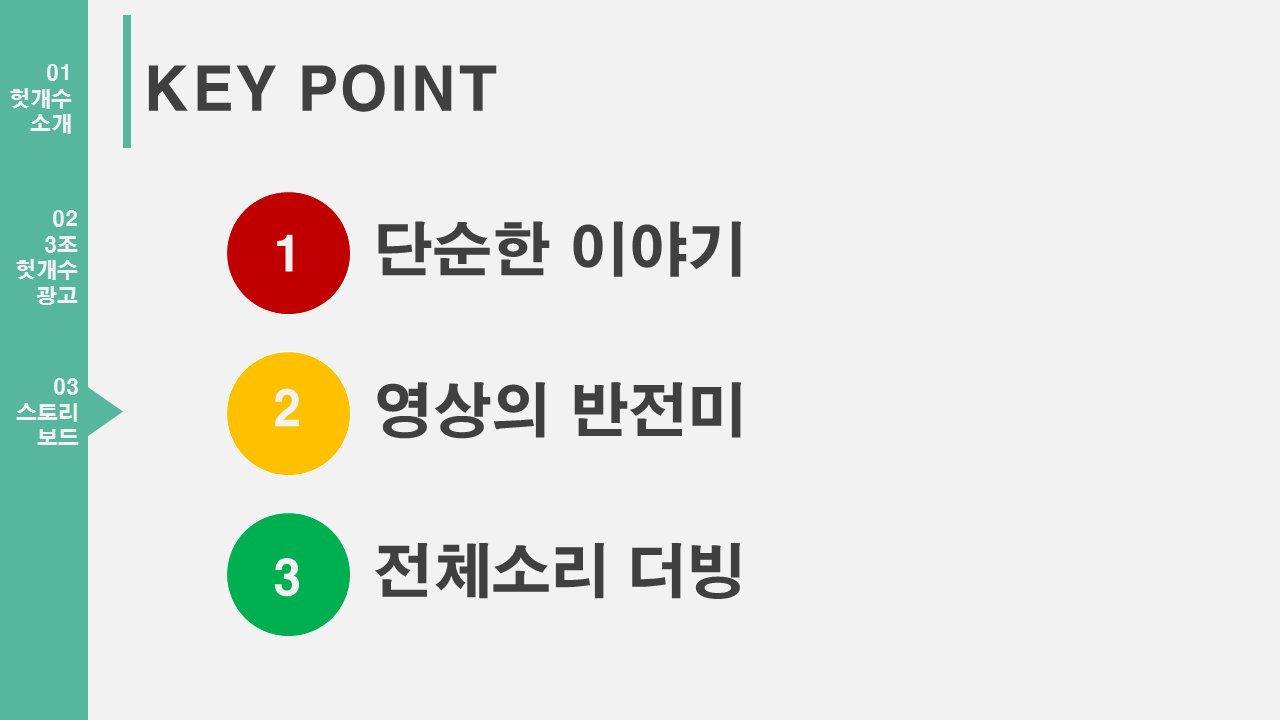 01
헛개수
소개
02
3조
헛개수
광고
03
스토리
보드
KEY POINT
1 단순한 이야기
2 영상의 반전미
3 전체소리 더빙